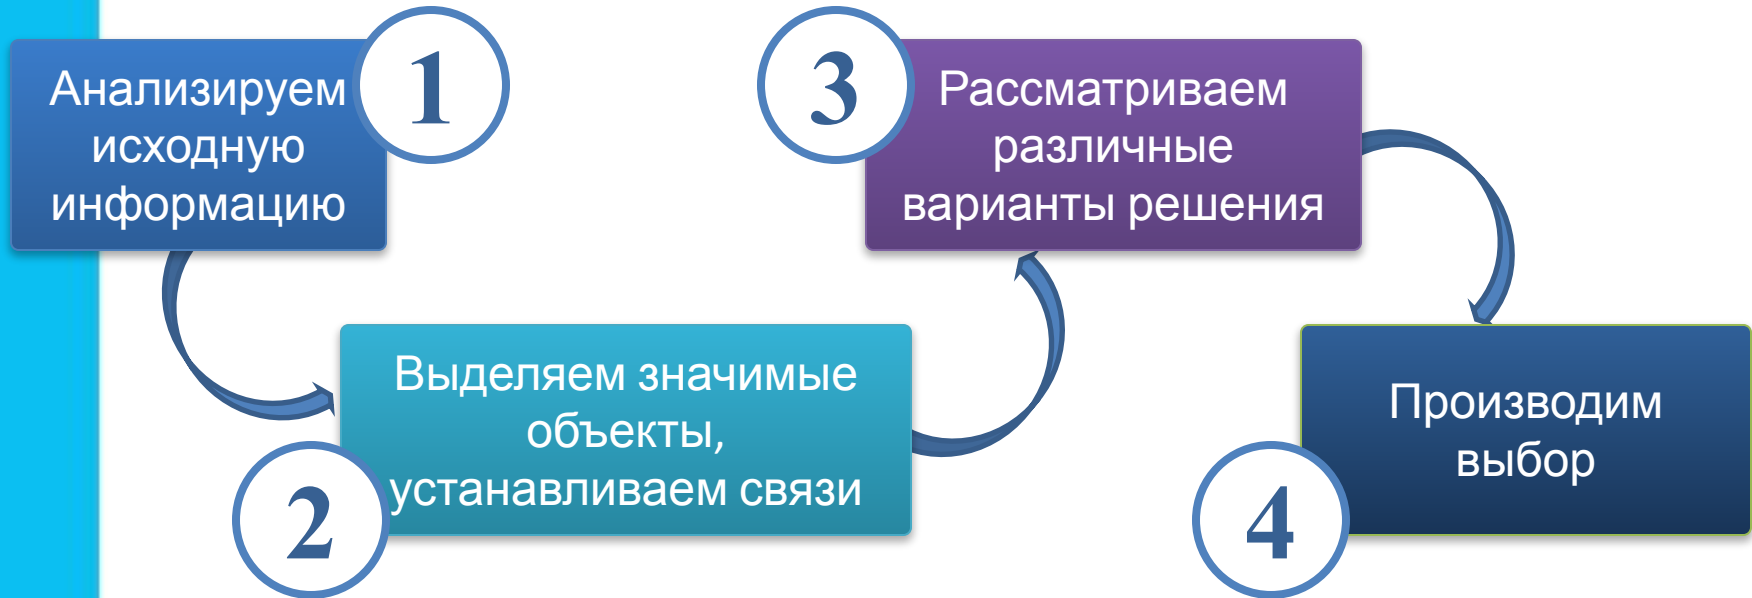 1
Анализируем
исходную
информацию
2
Выделяем значимые
объекты,
устанавливаем связи
3
Рассматриваем
различные
варианты решения
4
Производим
выбор